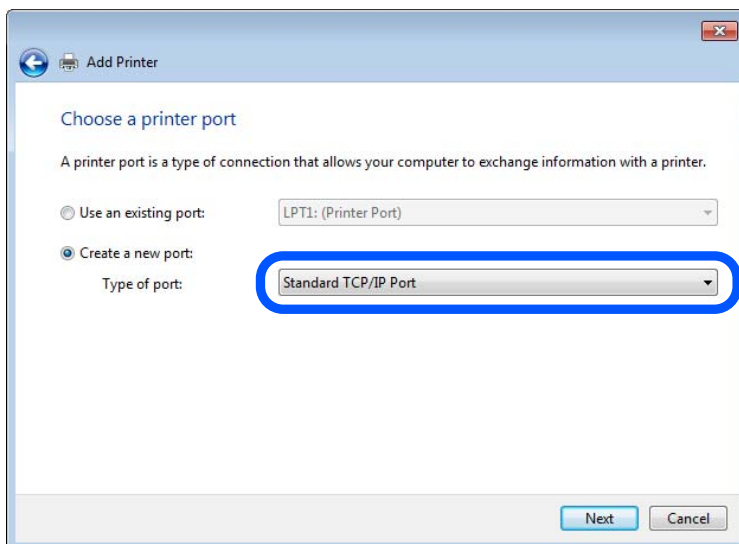 Add Printer
Choose a printer port
A printer port is a type of connection that allows your computer to exchange information with a printer.
Use an existing port: LPT1: (Printer Port)
Create a new port:
Type of port: Standard TCP/IP Port
Next Cancel